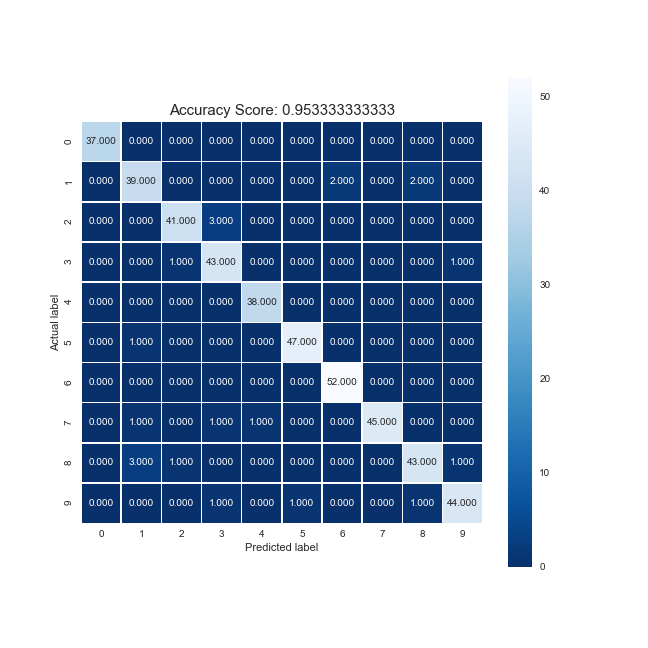 Accuracy Score: 0.953333333333
0 37.000 0.000 0.000 0.000 0.000 0.000 0.000 0.000 0.000 0.000
1 0.000 39.000 0.000 0.000 0.000 0.000 2.000 0.000 2.000 0.000
2 0.000 0.000 41.000 3.000 0.000 0.000 0.000 0.000 0.000 0.000
3 0.000 0.000 1.000 43.000 0.000 0.000 0.000 0.000 0.000 1.000
4 0.000 0.000 0.000 0.000 38.000 0.000 0.000 0.000 0.000 0.000
5 0.000 1.000 0.000 0.000 0.000 47.000 0.000 0.000 0.000 0.000
6 0.000 0.000 0.000 0.000 0.000 0.000 52.000 0.000 0.000 0.000
7 0.000 1.000 0.000 1.000 1.000 0.000 0.000 45.000 0.000 0.000
8 0.000 3.000 1.000 0.000 0.000 0.000 0.000 0.000 43.000 1.000
9 0.000 0.000 0.000 1.000 0.000 1.000 0.000 0.000 1.000 44.000
0 1 2 3 4 5 6 7 8 9
Predicted label
Actual label
50
40
30
20
10
0